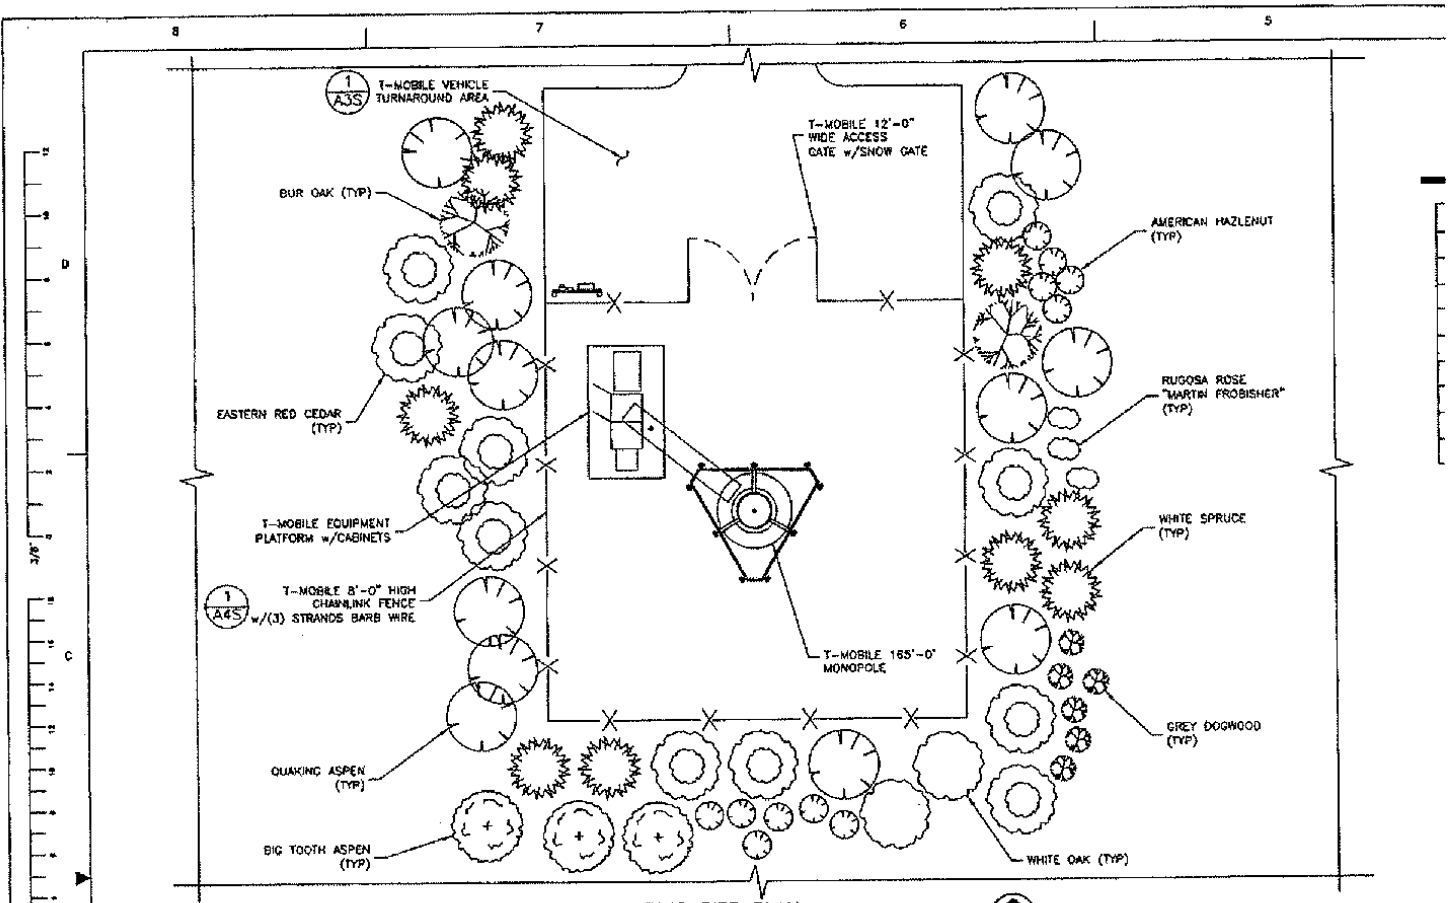 8
7
6
5
1
A3S
T-MOBILE VEHICLE
TURNAROUND AREA
T-MOBILE 12'-0"
WIDE ACCESS
GATE w/SNOW GATE
BUR OAK (TYP)
AMERICAN HAZLENUT
(TYP)
D
RUGOSA ROSE
"MARTIN FROBISHER"
(TYP)
EASTERN RED CEDAR
(TYP)
WHITE SPRUCE
(TYP)
T-MOBILE EQUIPMENT
PLATFORM w/CABINETS
3/8"
1
A4S
T-MOBILE 8'-0" HIGH
CHAINLINK FENCE
w/(3) STRANDS BARB WIRE
C
T-MOBILE 165'-0"
MONOPOLE
GREY DOGWOOD
(TYP)
QUAKING ASPEN
(TYP)
BIG TOOTH ASPEN
(TYP)
WHITE OAK (TYP)